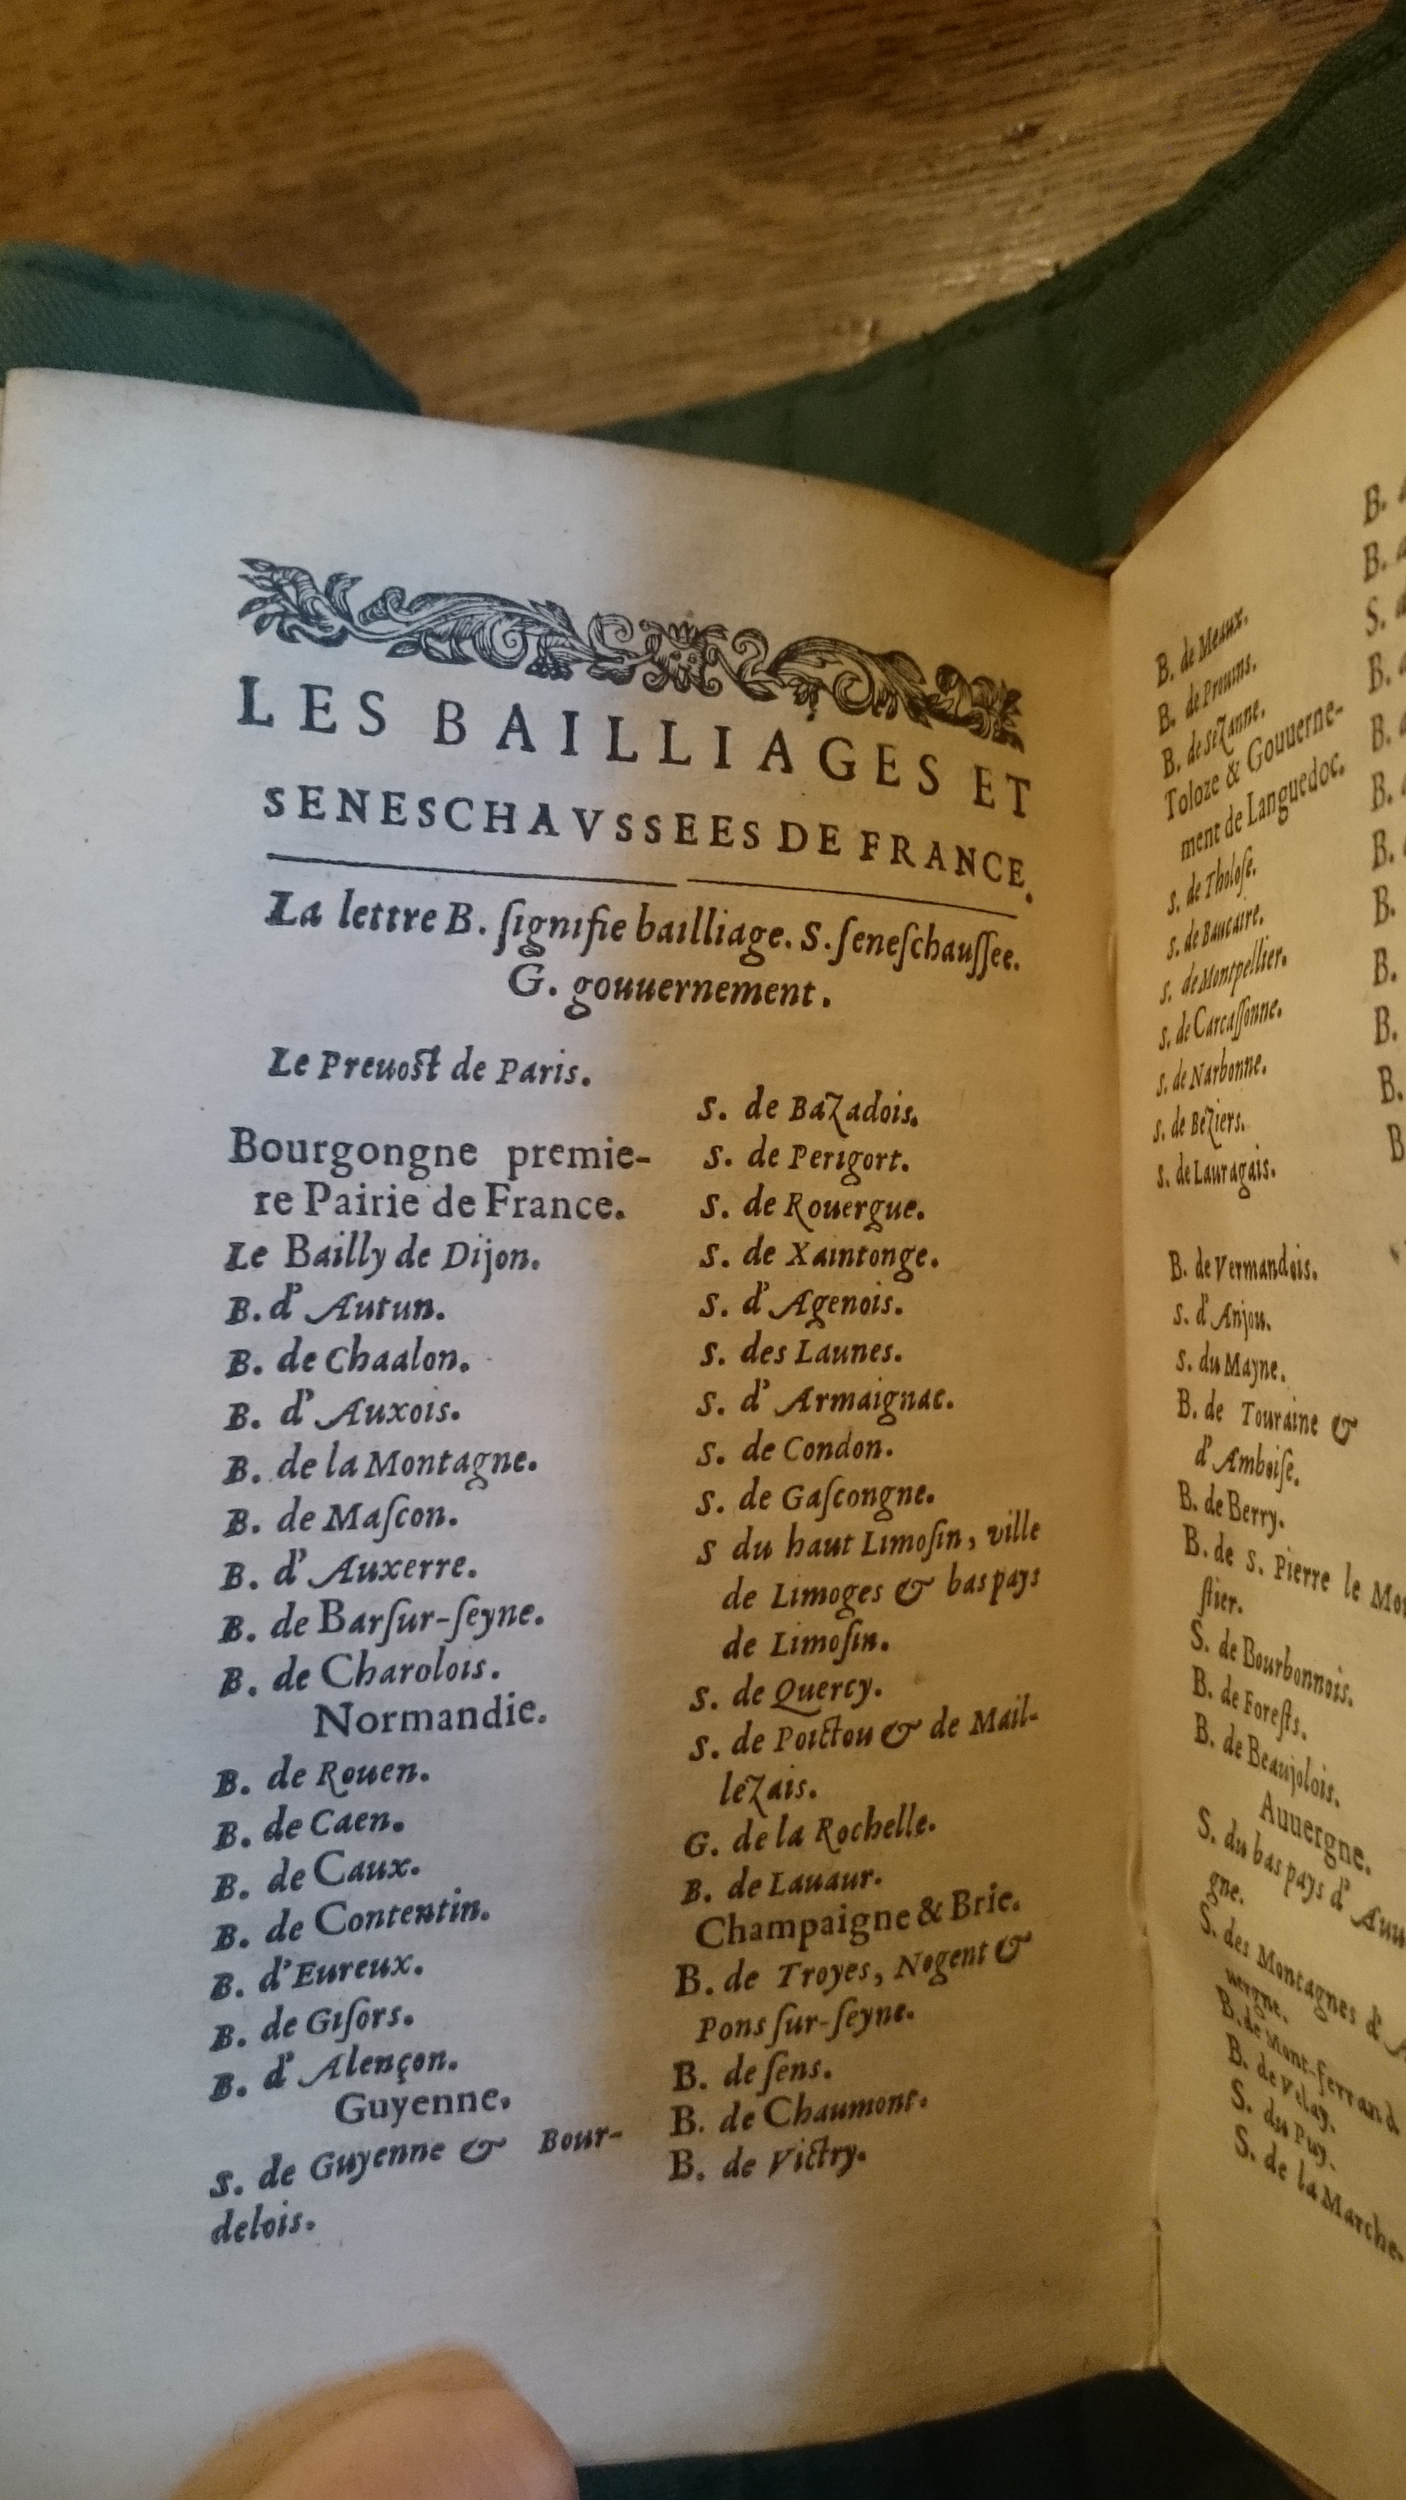 LES BAILLIAGES ET
SENESCHAVSSEES DE FRANCE.
La lettre B. ſignifie bailliage. S. ſeneſchauſſee.
G. gouuernement.
Le Preuost de Paris.
Bourgongne premie-
re Pairie de France.
Le Bailly de Dijon.
B. d'Autun.
B. de Chaalon.
B. d'Auxois.
B. de la Montagne.
B. de Maſcon.
B. d'Auxerre.
B. de Barſur-ſeyne.
B. de Charolois.
Normandie.
B. de Rouen.
B. de Caen.
B. de Caux.
B. de Contentin.
B. d'Eureux.
B. de Giſors.
B. d'Alençon.
Guyenne.
S. de Guyenne & Bour-
delois.
S. de Bazadois.
S. de Perigort.
S. de Rouergue.
S. de Xaintonge.
S. d'Agenois.
S. des Launes.
S. d'Armaignac.
S. de Condon.
S. de Gaſcongne.
S du haut Limoſin, ville
de Limoges & bas pays
de Limoſin.
S. de Quercy.
S. de Poictou & de Mail-
lezais.
G. de la Rochelle.
B. de Lauaur.
Champaigne & Brie.
B. de Troyes, Nogent &
Pons ſur-ſeyne.
B. de ſens.
B. de Chaumont.
B. de Victry.
B. de Meaux.
B. de Prouins.
B. de Sezanne.
Toloze & Gouuerne-
ment de Languedoc.
S. de Tholoſe.
S. de Baucaire.
S. de Montpellier.
S. de Carcaſſonne.
S. de Narbonne.
S. de Beziers.
S. de Lauragais.
B. de Vermandois.
S. d'Anjou.
S. du Mayne.
B. de Touraine &
d'Amboiſe.
B. de Berry.
B. de S. Pierre le Mo
ſtier.
S. de Bourbonnois.
B. de Foreſts.
B. de Beaujolois.
Auuergne.
S. du bas pays d'Auu
gne.
S. des Montagnes d'A
uergne.
B. de Mont-ferrand.
B. de Velay.
S. du Puy.
S. de la Marche.
B.
B.
S.
B.
B.
B.
B.
B.
B.
B.
B.
B